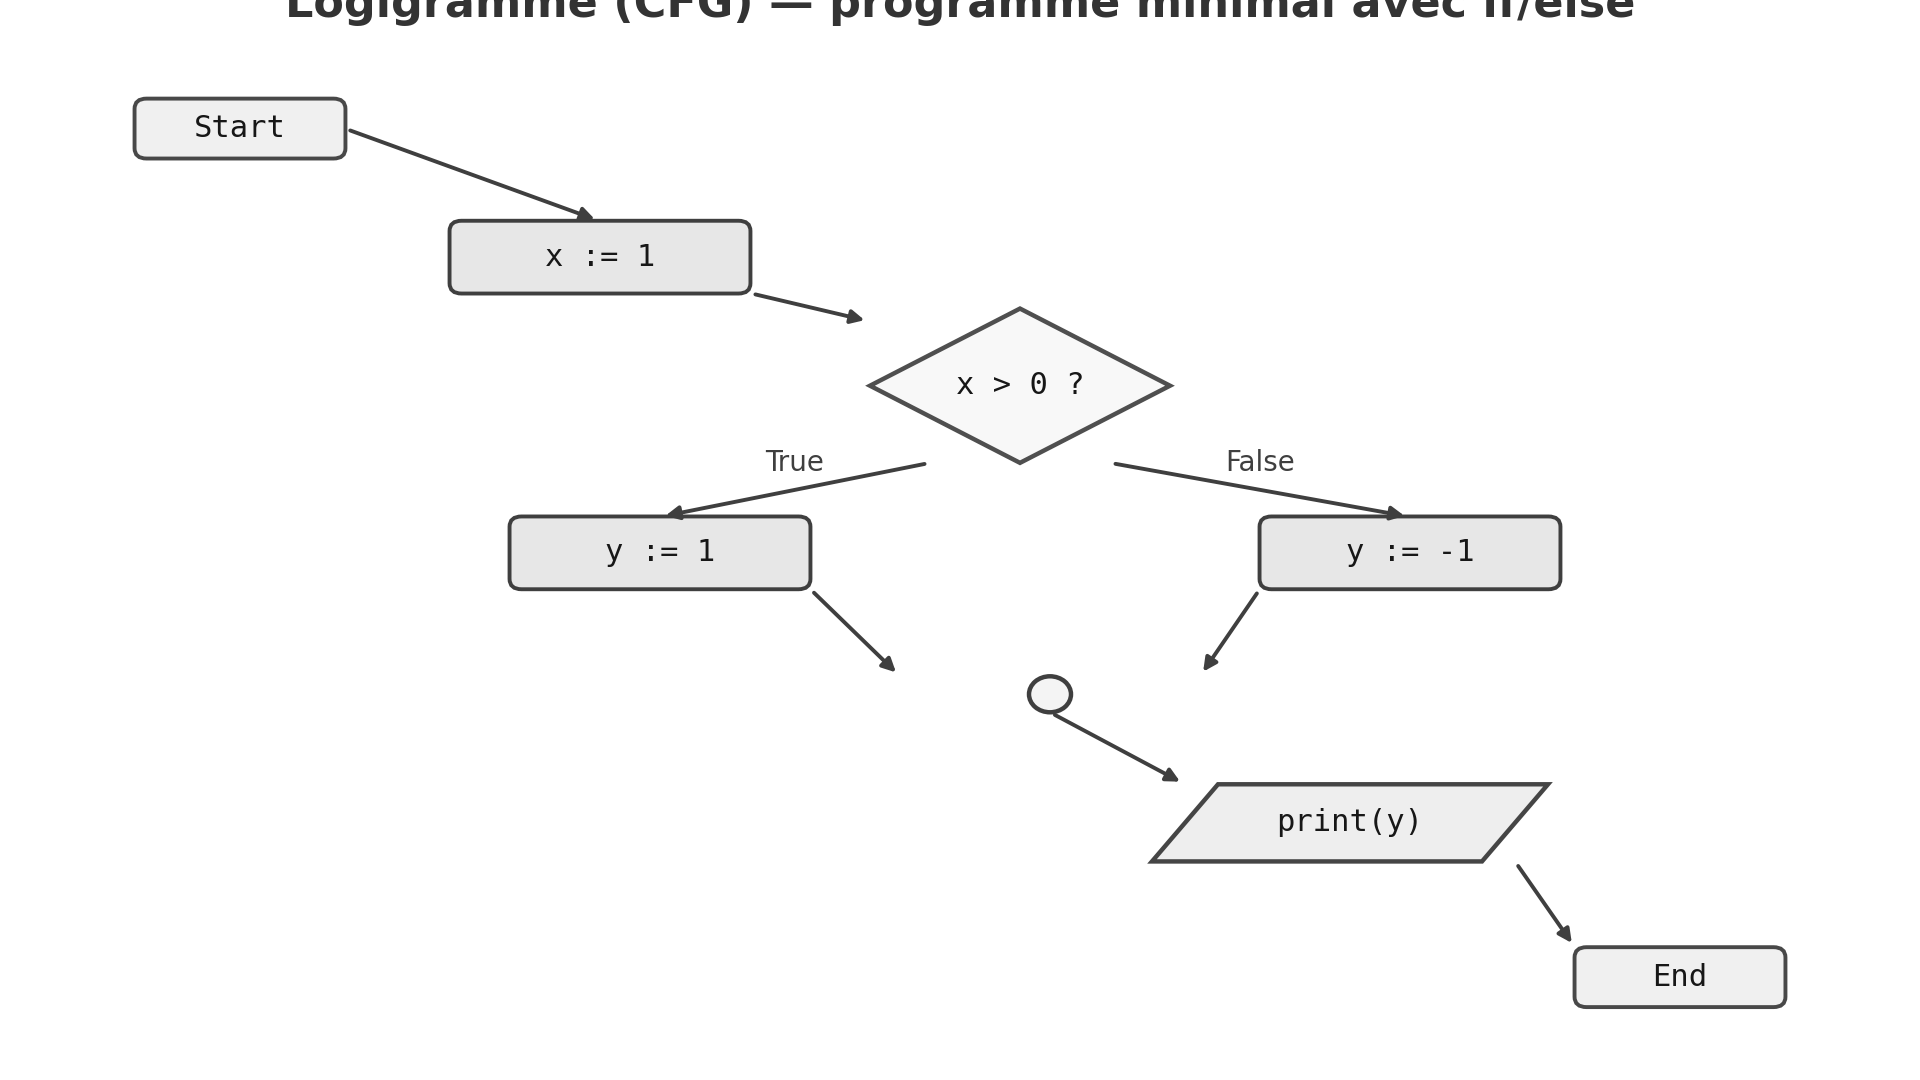 Logigramme (CFG) — programme minimal avec if/else
Start
x := 1
x > 0 ?
True
False
y := 1
y := -1
print(y)
End